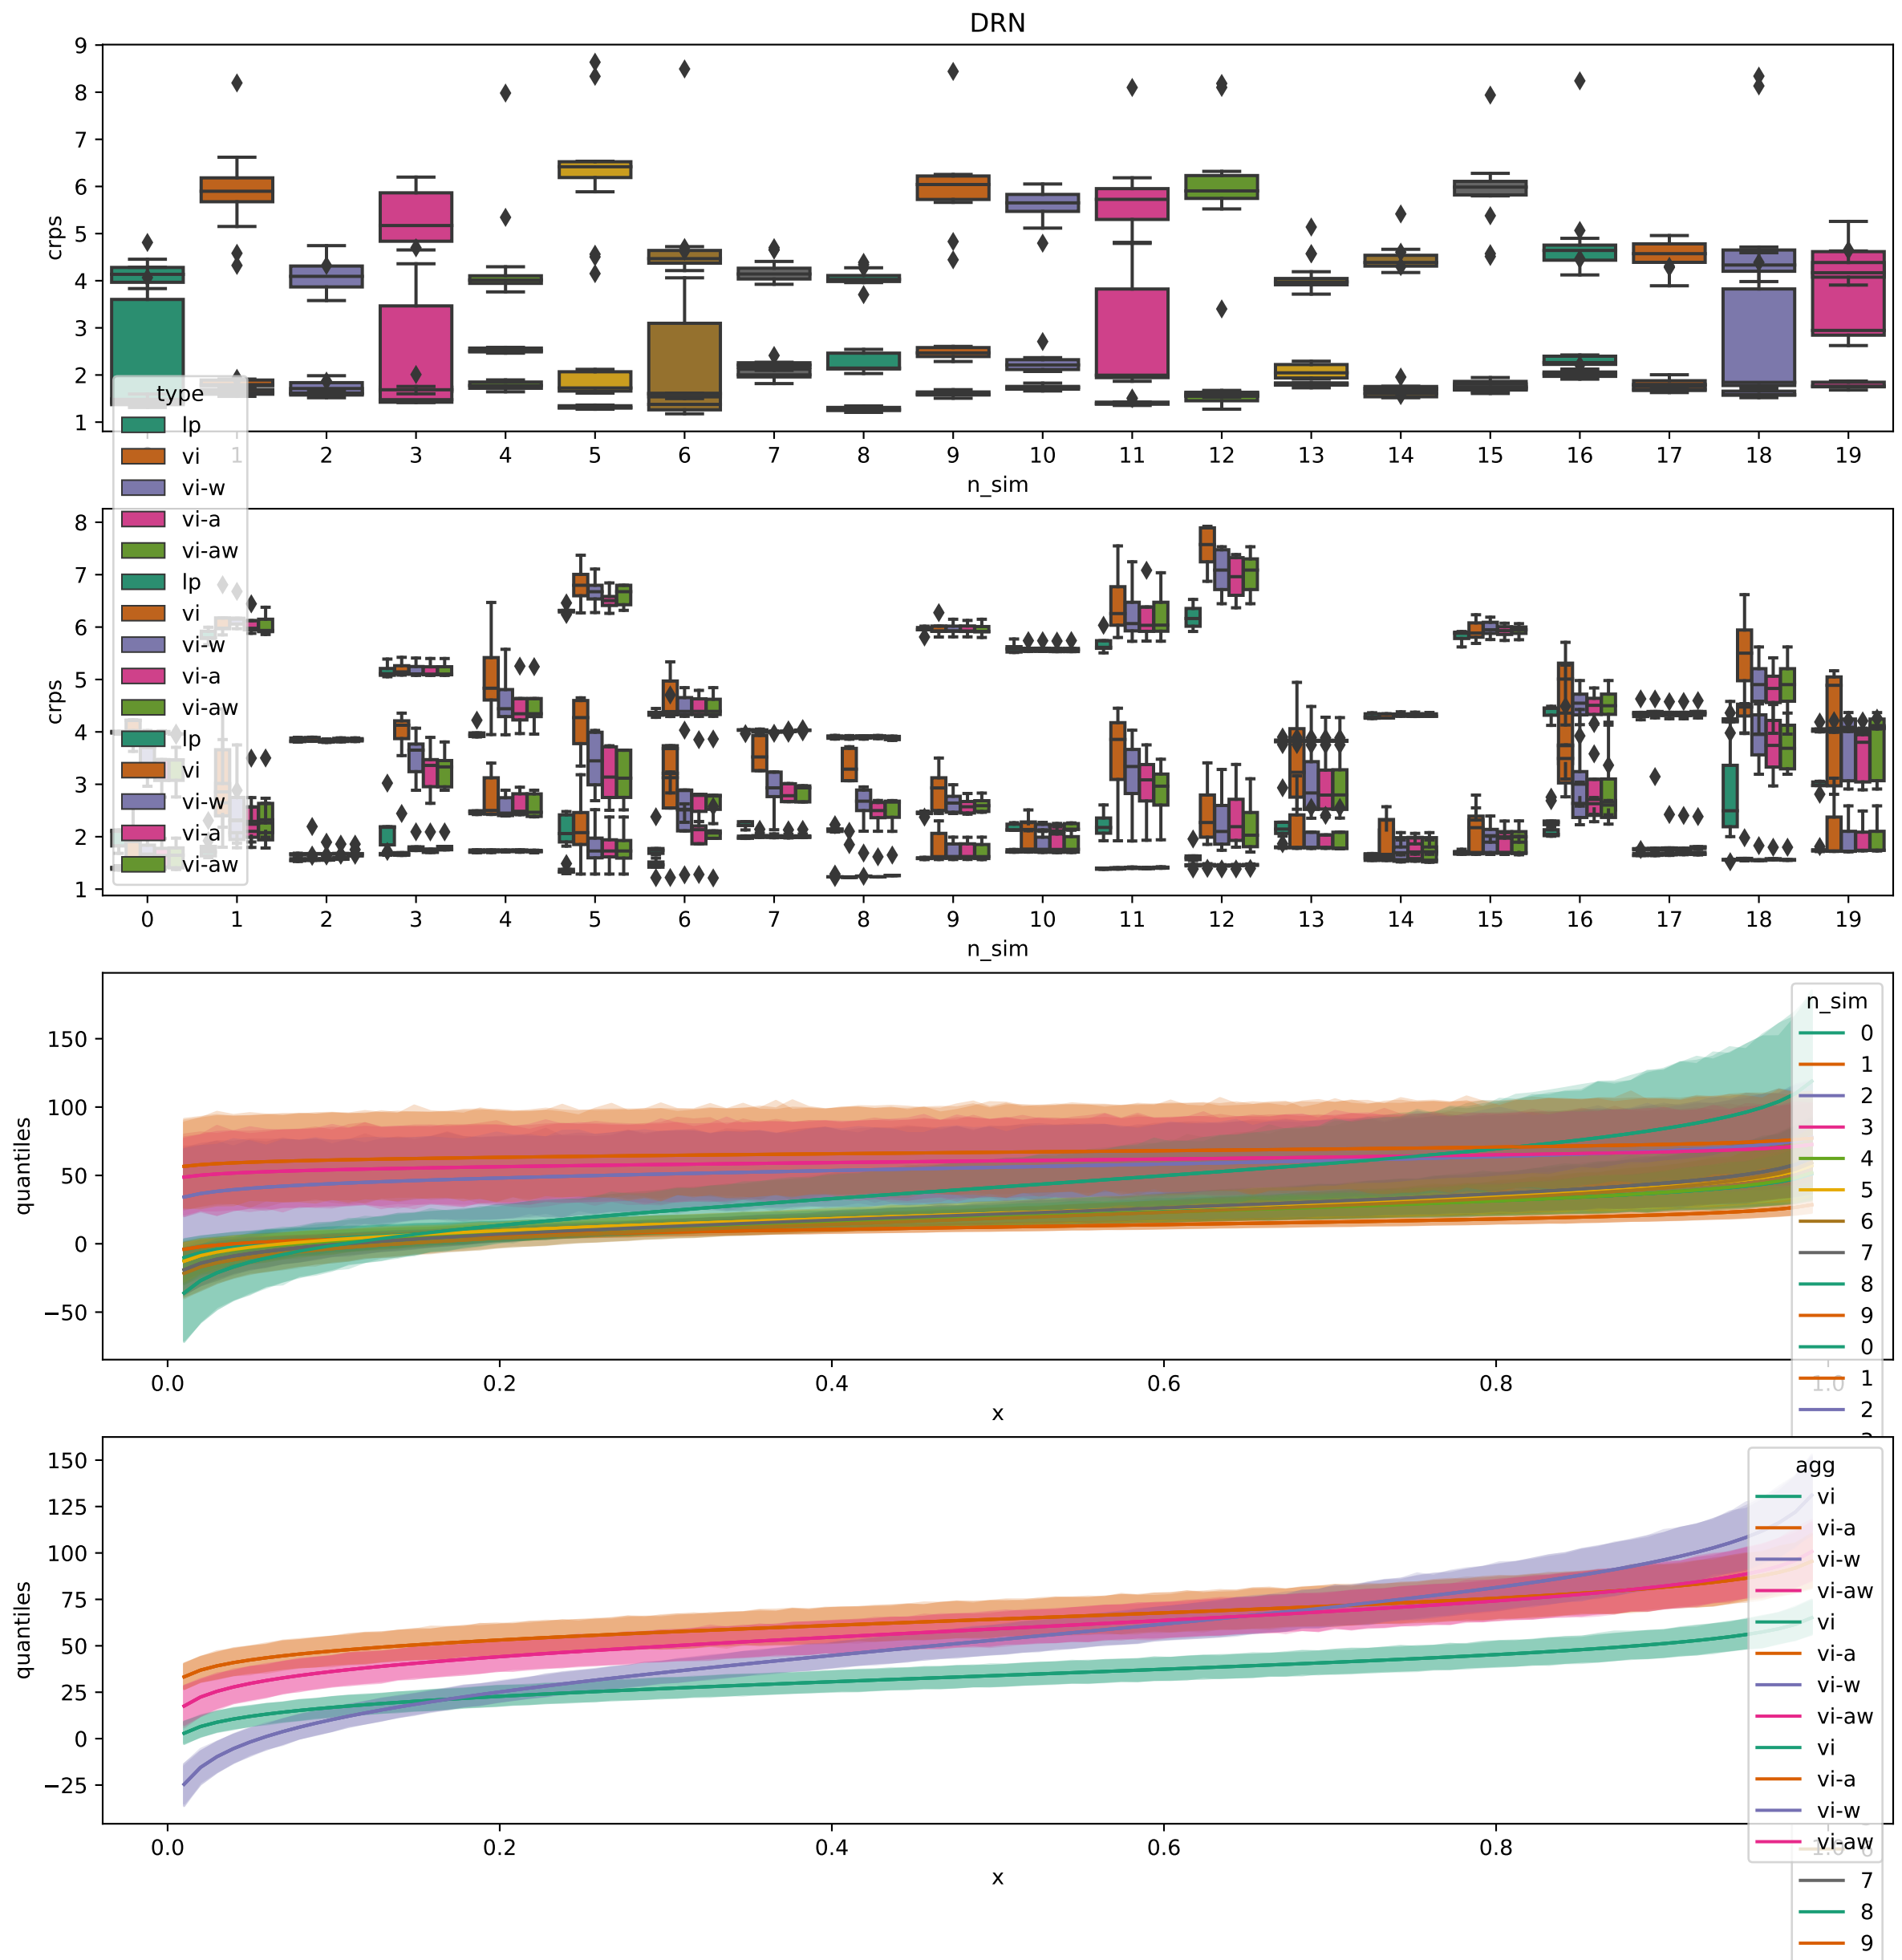 DRN
9
8
7
6
5
4
3
2
1
crps
1 2 3 4 5 6 7 8 9 10 11 12 13 14 15 16 17 18 19
n_sim
type
lp
vi
vi-w
vi-a
vi-aw
lp
vi
vi-w
vi-a
vi-aw
lp
vi
vi-w
vi-a
vi-aw
8
7
6
5
4
3
2
1
crps
0 1 2 3 4 5 6 7 8 9 10 11 12 13 14 15 16 17 18 19
n_sim
150
100
50
0
−50
quantiles
0.0 0.2 0.4 0.6 0.8 1.0
x
n_sim
0
1
2
3
4
5
6
7
8
9
0
1
2
150
125
100
75
50
25
0
−25
quantiles
0.0 0.2 0.4 0.6 0.8 1.0
x
agg
vi
vi-a
vi-w
vi-aw
vi
vi-a
vi-w
vi-aw
vi
vi-a
vi-w
vi-aw
7
8
9